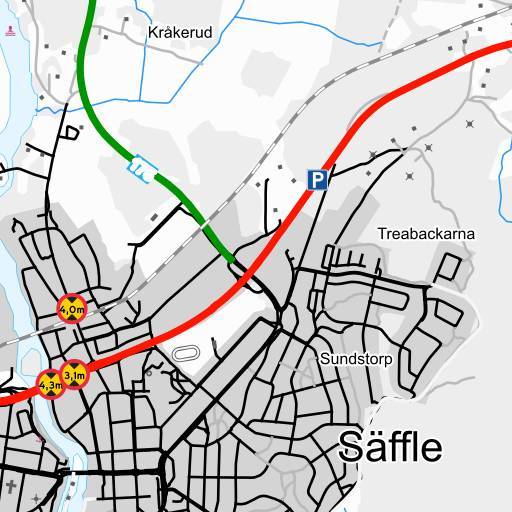 Kråkerud
P
Treabackarna
4,0m
Sundstorp
3,1m
4,3m
Säffle